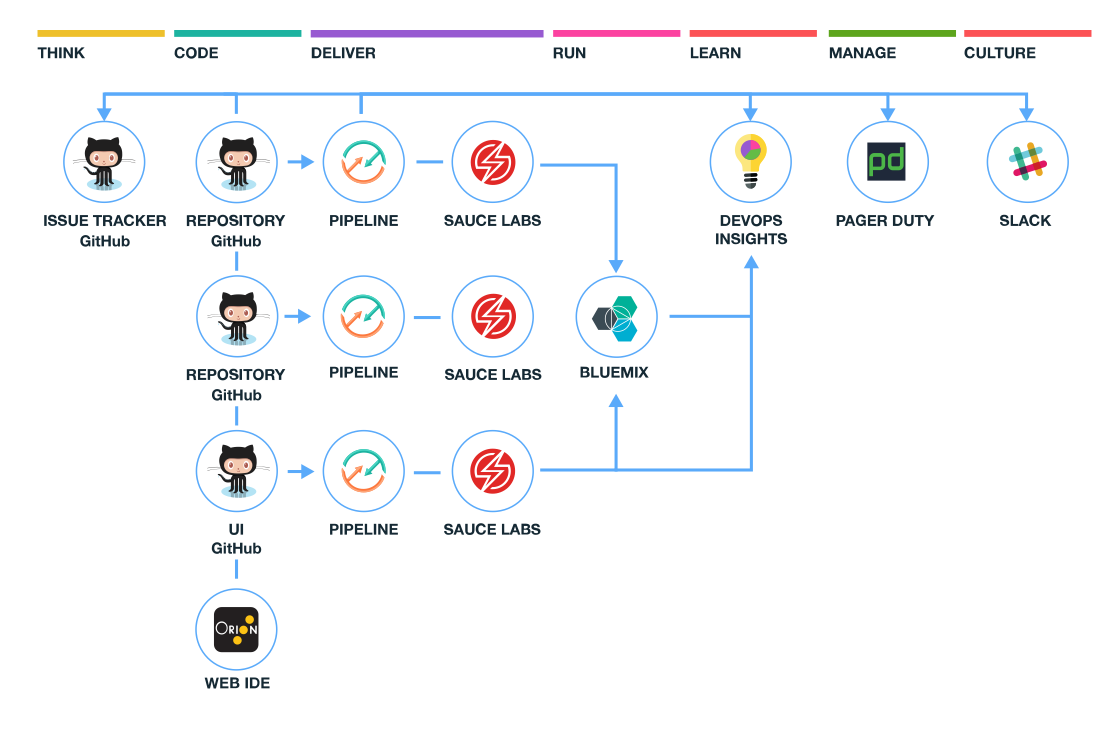 THINK
CODE
DELIVER
RUN
LEARN
MANAGE
CULTURE
pd
ISSUE TRACKER
GitHub
REPOSITORY
GitHub
PIPELINE
SAUCE LABS
DEVOPS
INSIGHTS
PAGER DUTY
SLACK
REPOSITORY
GitHub
PIPELINE
SAUCE LABS
BLUEMIX
UI
GitHub
PIPELINE
SAUCE LABS
ORION
WEB IDE